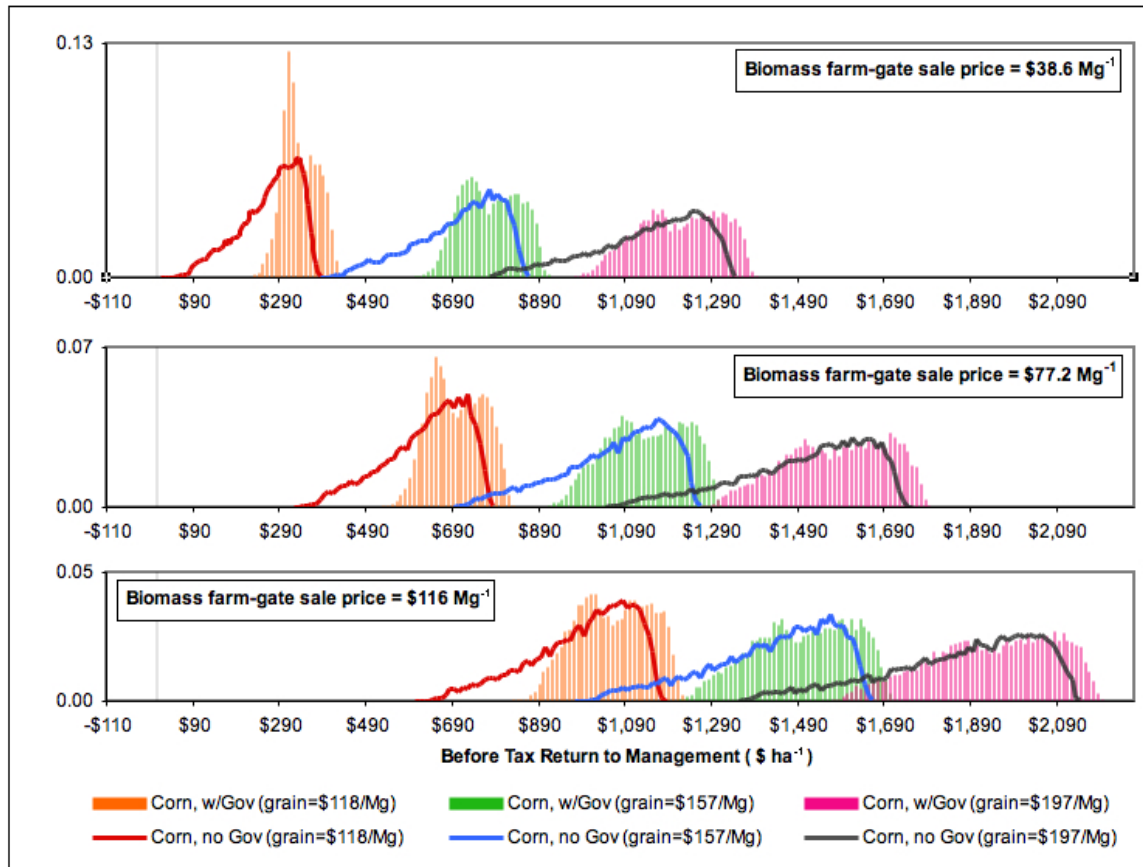 0.13
Biomass farm-gate sale price = $38.6 Mg⁻¹
0.00
-$110 $90 $290 $490 $690 $890 $1,090 $1,290 $1,490 $1,690 $1,890 $2,090
0.07
Biomass farm-gate sale price = $77.2 Mg⁻¹
0.00
-$110 $90 $290 $490 $690 $890 $1,090 $1,290 $1,490 $1,690 $1,890 $2,090
0.05
Biomass farm-gate sale price = $116 Mg⁻¹
0.00
-$110 $90 $290 $490 $690 $890 $1,090 $1,290 $1,490 $1,690 $1,890 $2,090
Before Tax Return to Management ( $ ha⁻¹)
Corn, w/Gov (grain=$118/Mg) Corn, w/Gov (grain=$157/Mg) Corn, w/Gov (grain=$197/Mg)
Corn, no Gov (grain=$118/Mg) Corn, no Gov (grain=$157/Mg) Corn, no Gov (grain=$197/Mg)